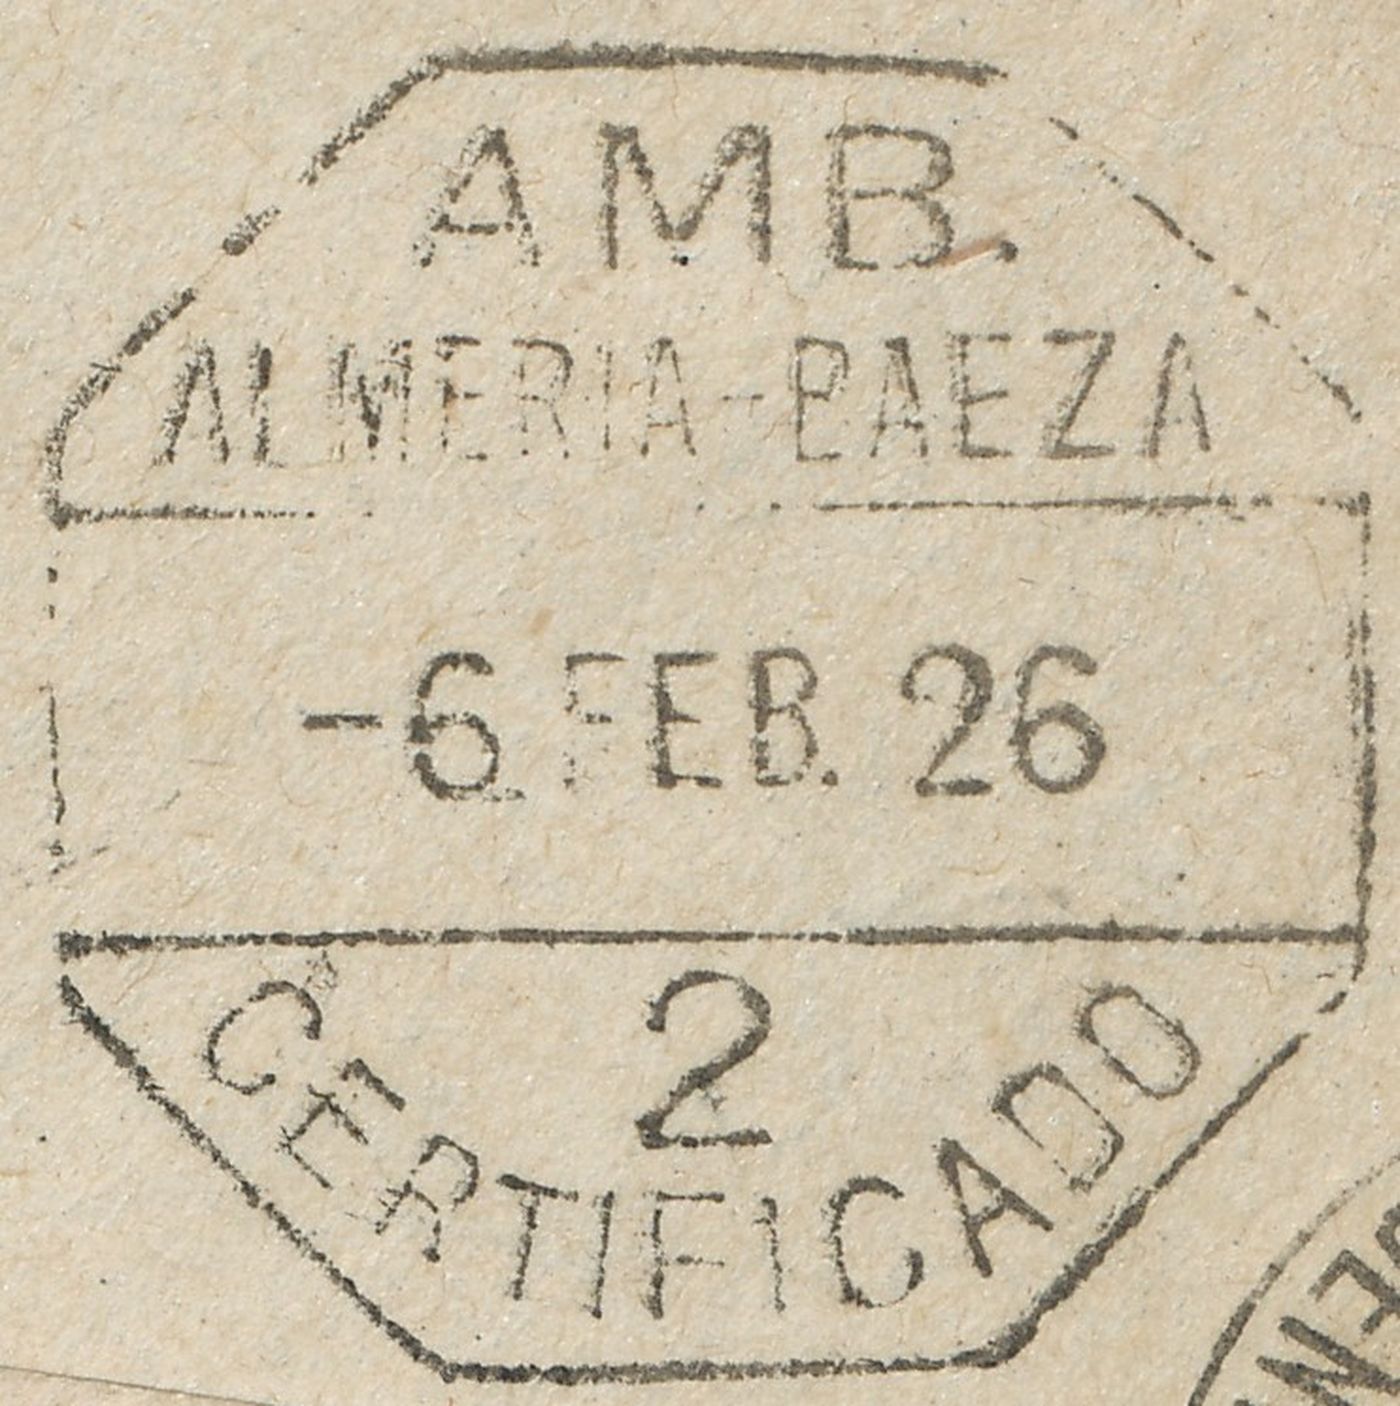 AMB.
ALMERIA-BAEZA
-6 FEB. 26
2
CERTIFICADO